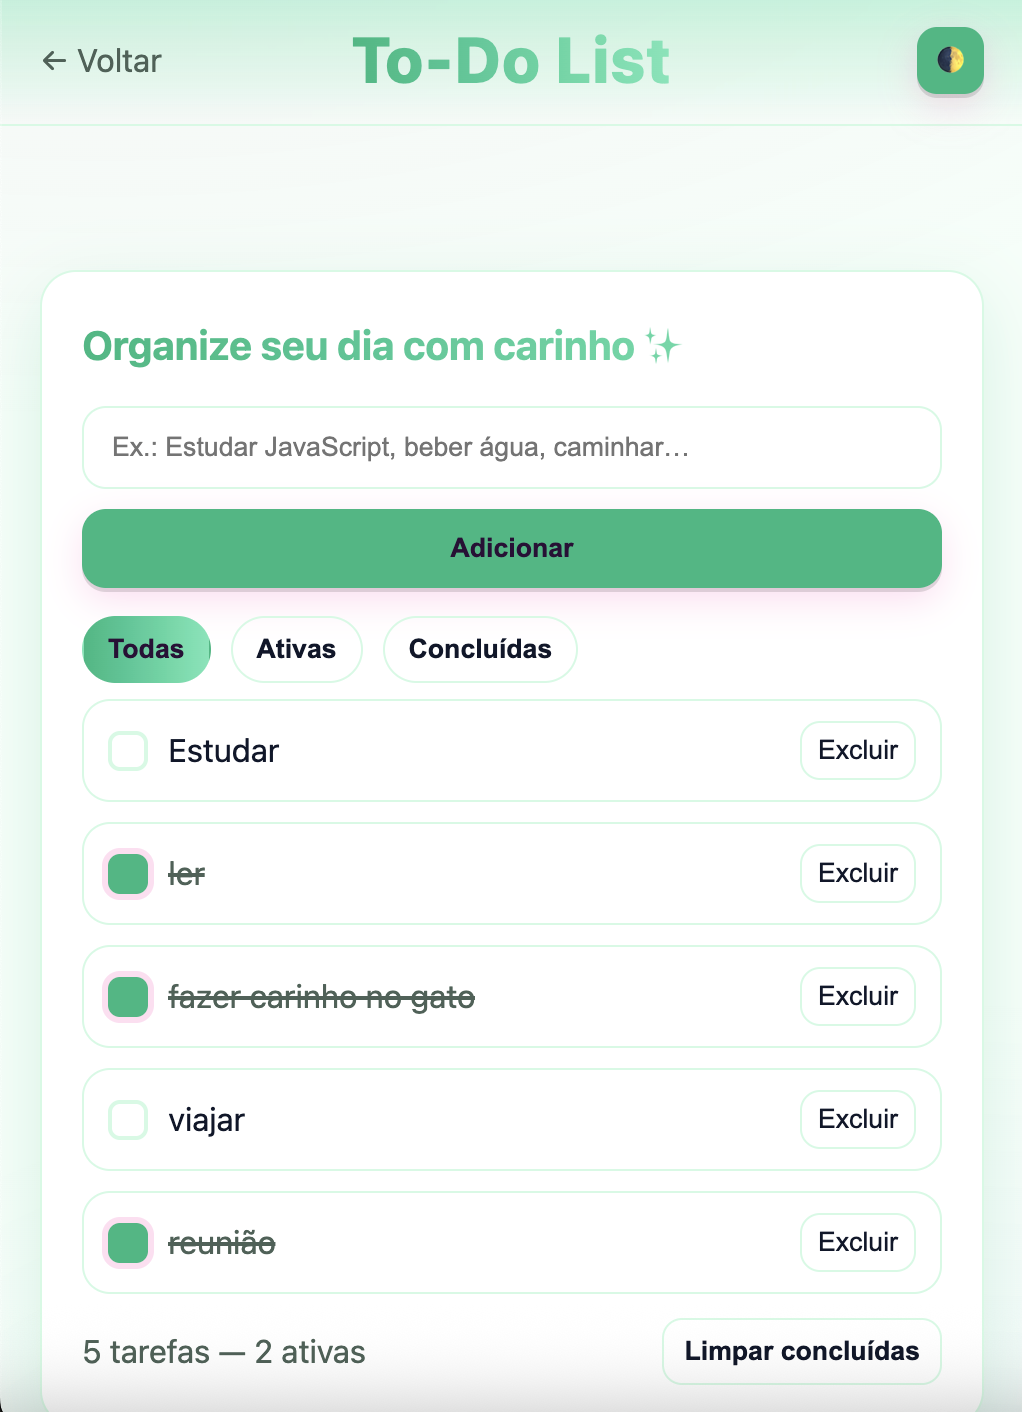 ← Voltar
To-Do List
Organize seu dia com carinho ✨
Ex.: Estudar JavaScript, beber água, caminhar…
Adicionar
Todas Ativas Concluídas
Estudar Excluir
ler Excluir
fazer carinho no gato Excluir
viajar Excluir
reunião Excluir
5 tarefas — 2 ativas Limpar concluídas